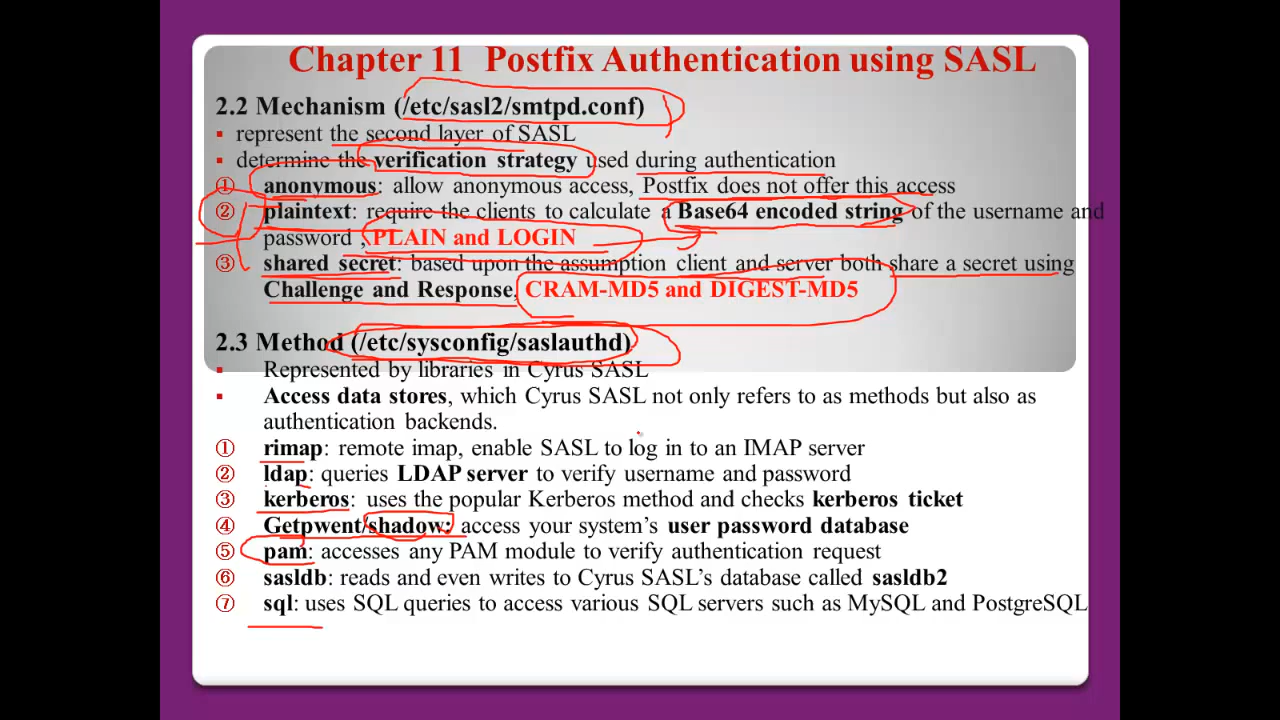 Chapter 11 Postfix Authentication using SASL
2.2 Mechanism (/etc/sasl2/smtpd.conf)
▪ represent the second layer of SASL
▪ determine the verification strategy used during authentication
① anonymous: allow anonymous access, Postfix does not offer this access
② plaintext: require the clients to calculate a Base64 encoded string of the username and
password , PLAIN and LOGIN
③ shared secret: based upon the assumption client and server both share a secret using
Challenge and Response, CRAM-MD5 and DIGEST-MD5
2.3 Method (/etc/sysconfig/saslauthd)
▪ Represented by libraries in Cyrus SASL
▪ Access data stores, which Cyrus SASL not only refers to as methods but also as
authentication backends.
① rimap: remote imap, enable SASL to log in to an IMAP server
② ldap: queries LDAP server to verify username and password
③ kerberos: uses the popular Kerberos method and checks kerberos ticket
④ Getpwent/shadow: access your system's user password database
⑤ pam: accesses any PAM module to verify authentication request
⑥ sasldb: reads and even writes to Cyrus SASL's database called sasldb2
⑦ sql: uses SQL queries to access various SQL servers such as MySQL and PostgreSQL